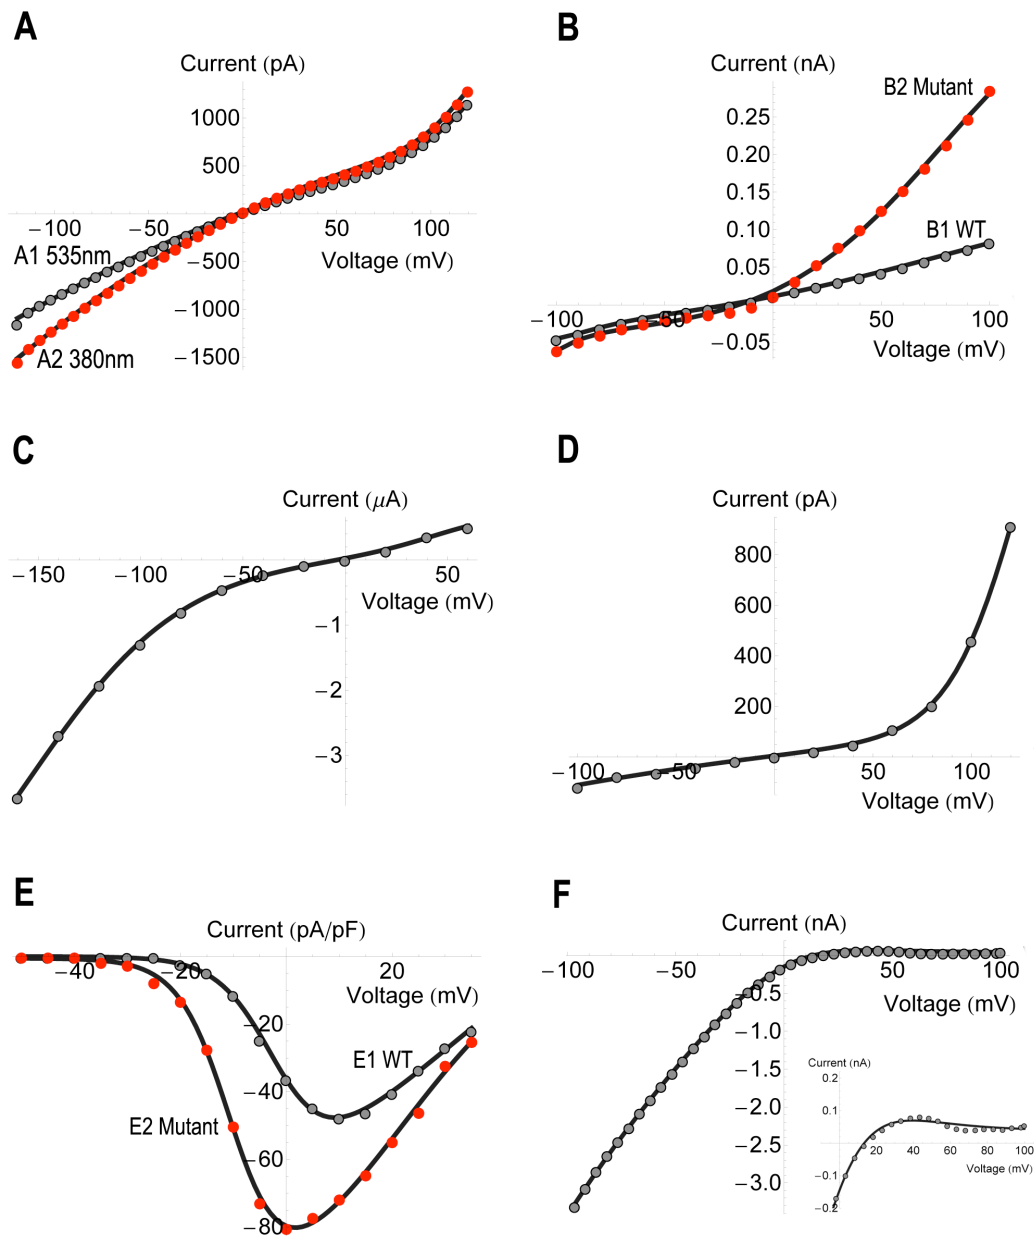 A
Current (pA)
1000
500
−100
−50
50
100
A1 535nm
−500
Voltage (mV)
−1000
A2 380nm
−1500
B
Current (nA)
B2 Mutant
0.25
0.20
0.15
0.10
B1 WT
0.05
−100
−50
50
100
−0.05
Voltage (mV)
C
Current (μA)
−150
−100
−50
50
Voltage (mV)
−1
−2
−3
D
Current (pA)
800
600
400
200
−100
−50
50
100
Voltage (mV)
E
Current (pA/pF)
−40
−20
20
Voltage (mV)
−20
E1 WT
−40
E2 Mutant
−60
−80
F
Current (nA)
−100
−50
50
100
−0.5
Voltage (mV)
−1.0
−1.5
−2.0
−2.5
−3.0
Current (nA)
0.2
0.1
20
40
60
80
100
Voltage (mV)
−0.1
−0.2